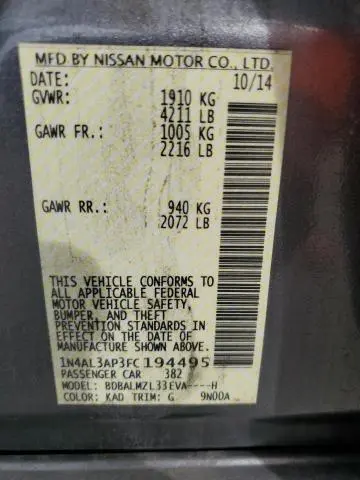 MFD BY NISSAN MOTOR CO., LTD.
DATE: 10/14
GVWR: 1910 KG
4211 LB
GAWR FR.: 1005 KG
2216 LB
GAWR RR.: 940 KG
2072 LB
THIS VEHICLE CONFORMS TO
ALL APPLICABLE FEDERAL
MOTOR VEHICLE SAFETY,
BUMPER, AND THEFT
PREVENTION STANDARDS IN
EFFECT ON THE DATE OF
MANUFACTURE SHOWN ABOVE.
1N4AL3AP3FC194495
PASSENGER CAR 382
MODEL: BDBALMZL33EVA----H
COLOR: KAD TRIM: G 9N00A